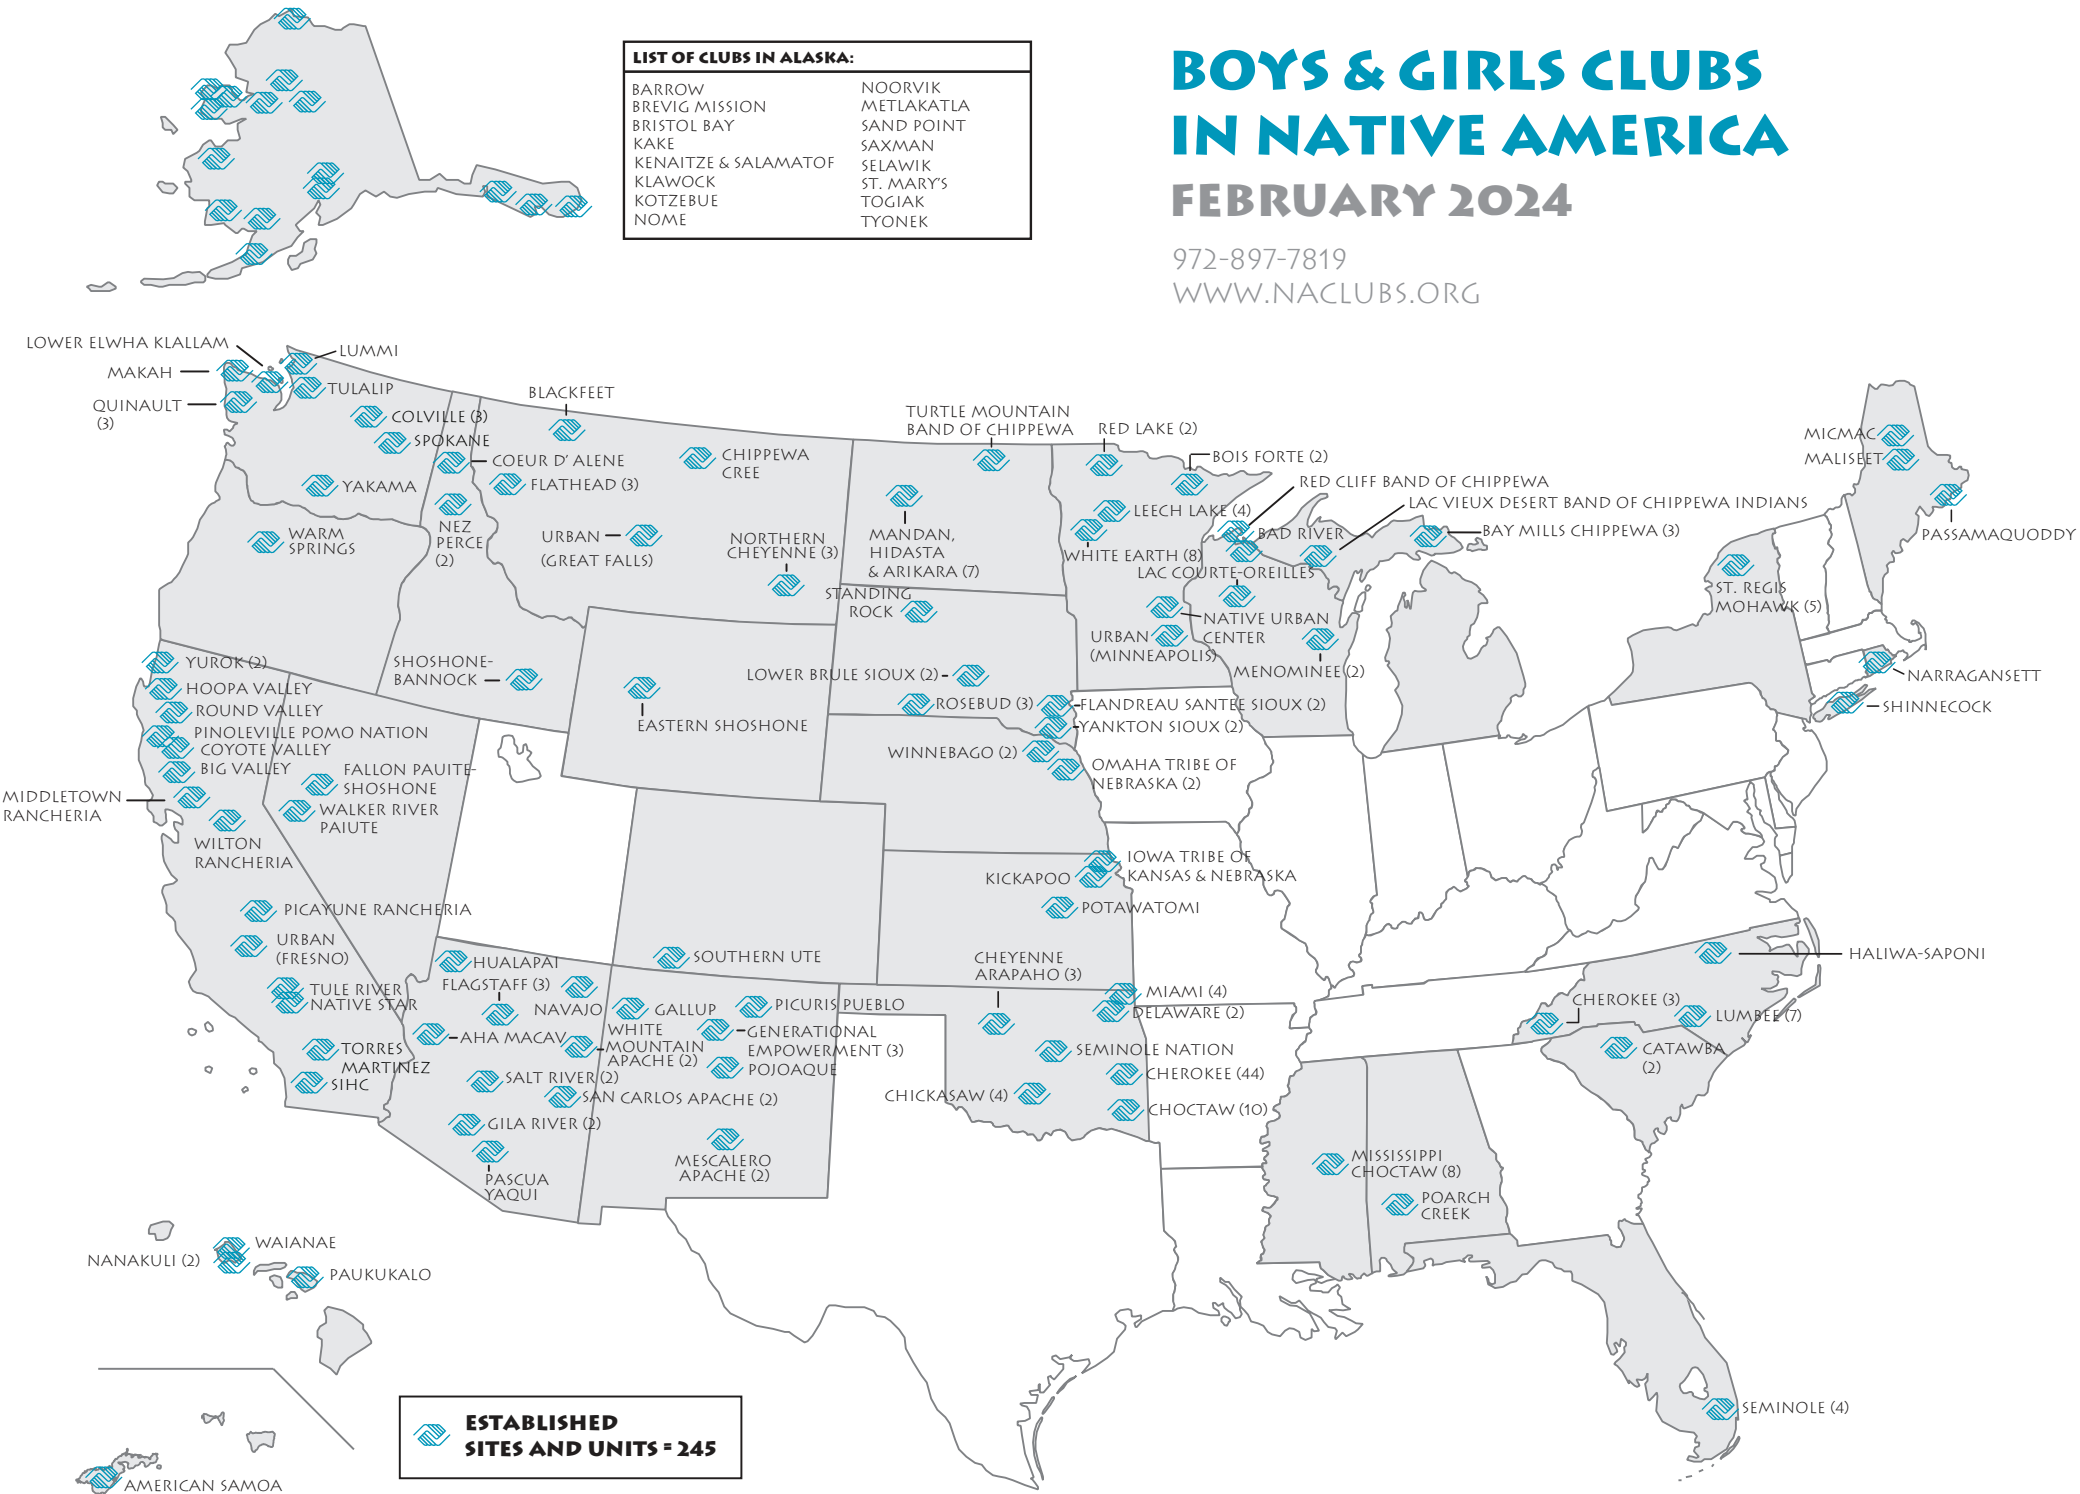 BOYS & GIRLS CLUBS
IN NATIVE AMERICA
FEBRUARY 2024
972-897-7819
WWW.NACLUBS.ORG
LIST OF CLUBS IN ALASKA:
BARROW
BREVIG MISSION
BRISTOL BAY
KAKE
KENAITZE & SALAMATOF
KLAWOCK
KOTZEBUE
NOME
NOORVIK
METLAKATLA
SAND POINT
SAXMAN
SELAWIK
ST. MARY'S
TOGIAK
TYONEK
LOWER ELWHA KLALLAM
LUMMI
MAKAH
TULALIP
QUINAULT
(3)
COLVILLE (3)
SPOKANE
COEUR D' ALENE
YAKAMA
WARM
SPRINGS
NEZ
PERCE
(2)
BLACKFEET
FLATHEAD (3)
CHIPPEWA
CREE
URBAN
(GREAT FALLS)
NORTHERN
CHEYENNE (3)
SHOSHONE-
BANNOCK
EASTERN SHOSHONE
TURTLE MOUNTAIN
BAND OF CHIPPEWA
MANDAN,
HIDASTA
& ARIKARA (7)
STANDING
ROCK
LOWER BRULE SIOUX (2)
ROSEBUD (3)
FLANDREAU SANTEE SIOUX (2)
YANKTON SIOUX (2)
WINNEBAGO (2)
OMAHA TRIBE OF
NEBRASKA (2)
RED LAKE (2)
BOIS FORTE (2)
RED CLIFF BAND OF CHIPPEWA
LAC VIEUX DESERT BAND OF CHIPPEWA INDIANS
LEECH LAKE (4)
BAD RIVER
BAY MILLS CHIPPEWA (3)
WHITE EARTH (8)
LAC COURTE-OREILLES
NATIVE URBAN
CENTER
URBAN
(MINNEAPOLIS)
MENOMINEE (2)
MICMAC
MALISEET
PASSAMAQUODDY
ST. REGIS
MOHAWK (5)
NARRAGANSETT
SHINNECOCK
YUROK (2)
HOOPA VALLEY
ROUND VALLEY
PINOLEVILLE POMO NATION
COYOTE VALLEY
BIG VALLEY
MIDDLETOWN
RANCHERIA
FALLON PAUITE-
SHOSHONE
WALKER RIVER
PAIUTE
WILTON
RANCHERIA
PICAYUNE RANCHERIA
URBAN
(FRESNO)
TULE RIVER
NATIVE STAR
TORRES
MARTINEZ
SIHC
HUALAPAI
FLAGSTAFF (3)
NAVAJO
AHA MACAV
WHITE
MOUNTAIN
APACHE (2)
SALT RIVER (2)
SAN CARLOS APACHE (2)
GILA RIVER (2)
PASCUA
YAQUI
SOUTHERN UTE
GALLUP
PICURIS PUEBLO
GENERATIONAL
EMPOWERMENT (3)
POJOAQUE
MESCALERO
APACHE (2)
IOWA TRIBE OF
KANSAS & NEBRASKA
KICKAPOO
POTAWATOMI
CHEYENNE
ARAPAHO (3)
MIAMI (4)
DELAWARE (2)
SEMINOLE NATION
CHEROKEE (44)
CHICKASAW (4)
CHOCTAW (10)
HALIWA-SAPONI
CHEROKEE (3)
LUMBEE (7)
CATAWBA
(2)
MISSISSIPPI
CHOCTAW (8)
POARCH
CREEK
SEMINOLE (4)
WAIANAE
NANAKULI (2)
PAUKUKALO
AMERICAN SAMOA
ESTABLISHED
SITES AND UNITS = 245